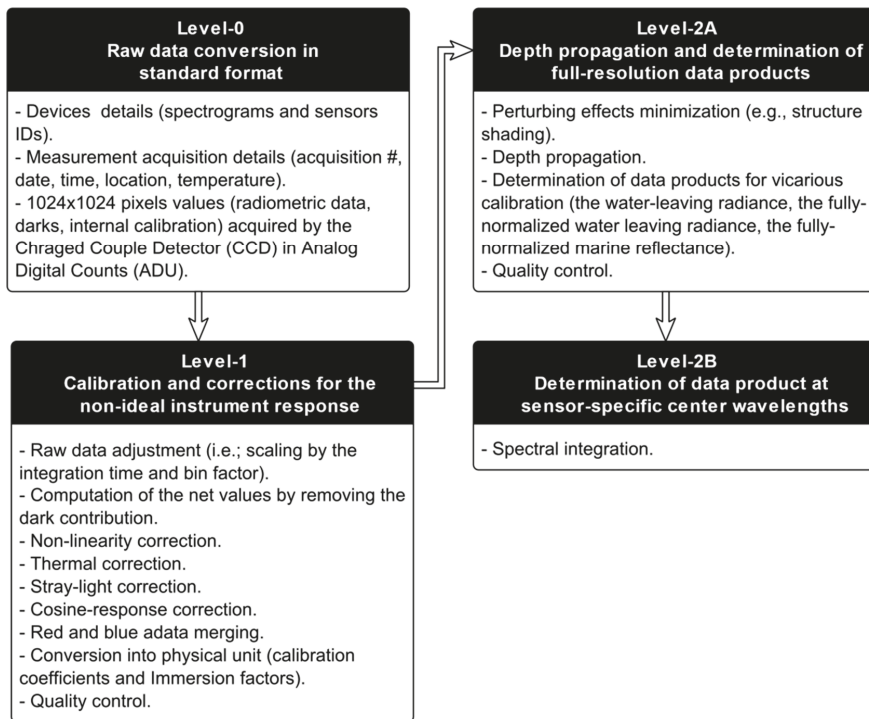 Level-0
Raw data conversion in
standard format
- Devices  details (spectrograms and sensors
IDs).
- Measurement acquisition details (acquisition #,
date, time, location, temperature).
- 1024x1024 pixels values (radiometric data,
darks, internal calibration) acquired by the
Chraged Couple Detector (CCD) in Analog
Digital Counts (ADU).
Level-1
Calibration and corrections for the
non-ideal instrument response
- Raw data adjustment (i.e.; scaling by the
integration time and bin factor).
- Computation of the net values by removing the
dark contribution.
- Non-linearity correction.
- Thermal correction.
- Stray-light correction.
- Cosine-response correction.
- Red and blue adata merging.
- Conversion into physical unit (calibration
coefficients and Immersion factors).
- Quality control.
Level-2A
Depth propagation and determination of
full-resolution data products
- Perturbing effects minimization (e.g., structure
shading).
- Depth propagation.
- Determination of data products for vicarious
calibration (the water-leaving radiance, the fully-
normalized water leaving radiance, the fully-
normalized marine reflectance).
- Quality control.
Level-2B
Determination of data product at
sensor-specific center wavelengths
- Spectral integration.